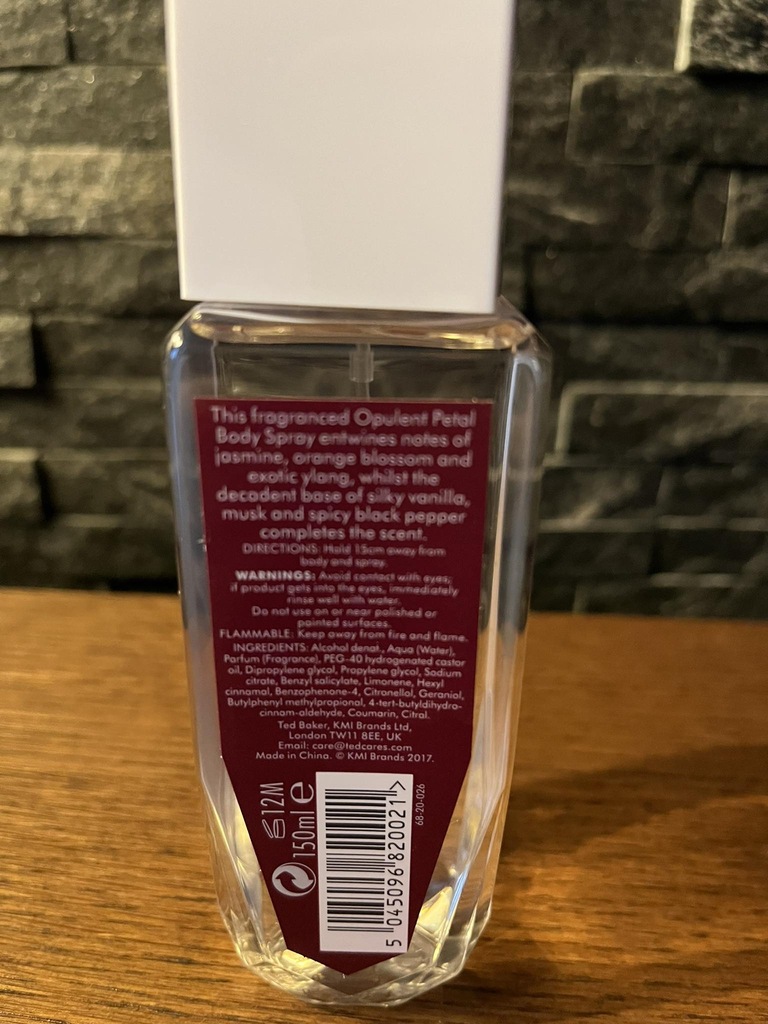 This fragranced Opulent Petal
Body Spray entwines notes of
jasmine, orange blossom and
exotic ylang, whilst the
decadent base of silky vanilla,
musk and spicy black pepper
completes the scent.
DIRECTIONS: Hold 15cm away from
body and spray.
WARNINGS: Avoid contact with eyes;
if product gets into the eyes, immediately
rinse well with water.
Do not use on or near polished or
painted surfaces.
FLAMMABLE: Keep away from fire and flame.
INGREDIENTS: Alcohol denat., Aqua (Water),
Parfum (Fragrance), PEG-40 hydrogenated castor
oil, Dipropylene glycol, Propylene glycol, Sodium
citrate, Benzyl salicylate, Limonene, Hexyl
cinnamal, Benzophenone-4, Citronellol, Geraniol,
Butylphenyl methylpropional, 4-tert-butyldihydro-
cinnam-aldehyde, Coumarin, Citral.
Ted Baker, KMI Brands Ltd,
London TW11 8EE, UK
Email: care@tedcares.com
Made in China. © KMI Brands 2017.
12M
150ml e
5 045096 820021 >
68-20-026